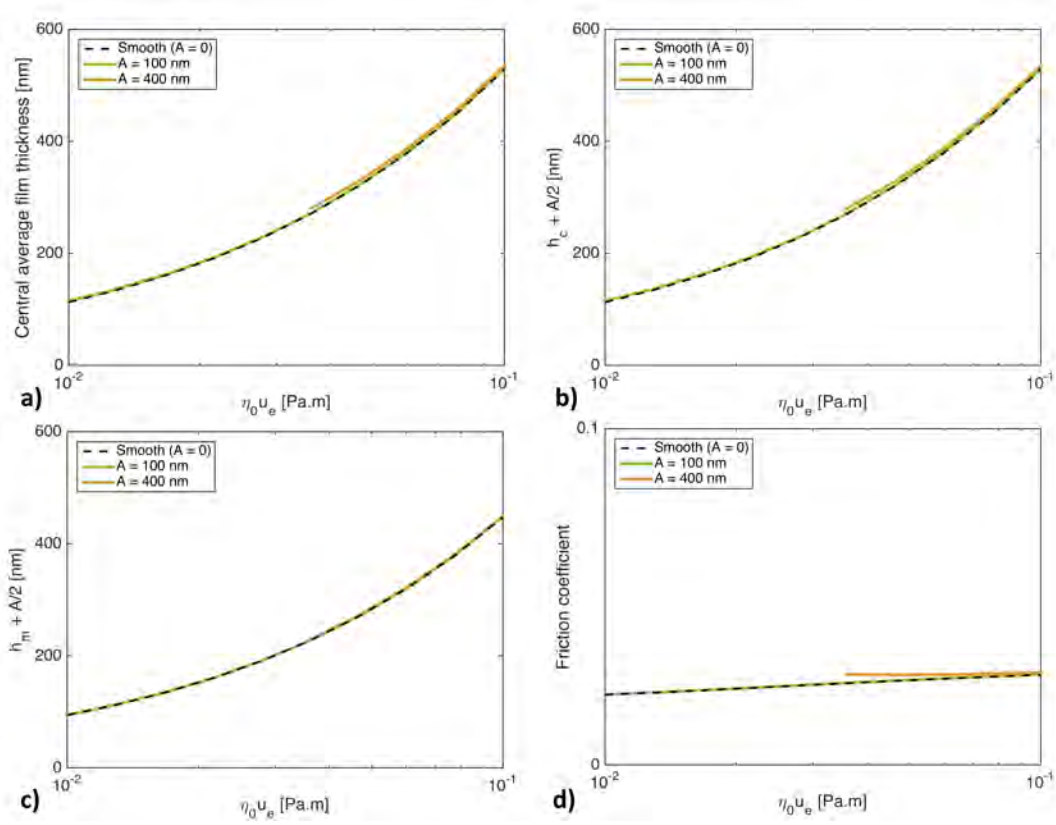 600
400
200
0
Central average film thickness [nm]
Smooth (A = 0)
A = 100 nm
A = 400 nm
10⁻²
10⁻¹
η₀uₑ [Pa.m]
a)
600
400
200
0
h_c + A/2 [nm]
Smooth (A = 0)
A = 100 nm
A = 400 nm
10⁻²
10⁻¹
η₀uₑ [Pa.m]
b)
600
400
200
0
h_m + A/2 [nm]
Smooth (A = 0)
A = 100 nm
A = 400 nm
10⁻²
10⁻¹
η₀uₑ [Pa.m]
c)
0.1
0
Friction coefficient
Smooth (A = 0)
A = 100 nm
A = 400 nm
10⁻²
10⁻¹
η₀uₑ [Pa.m]
d)